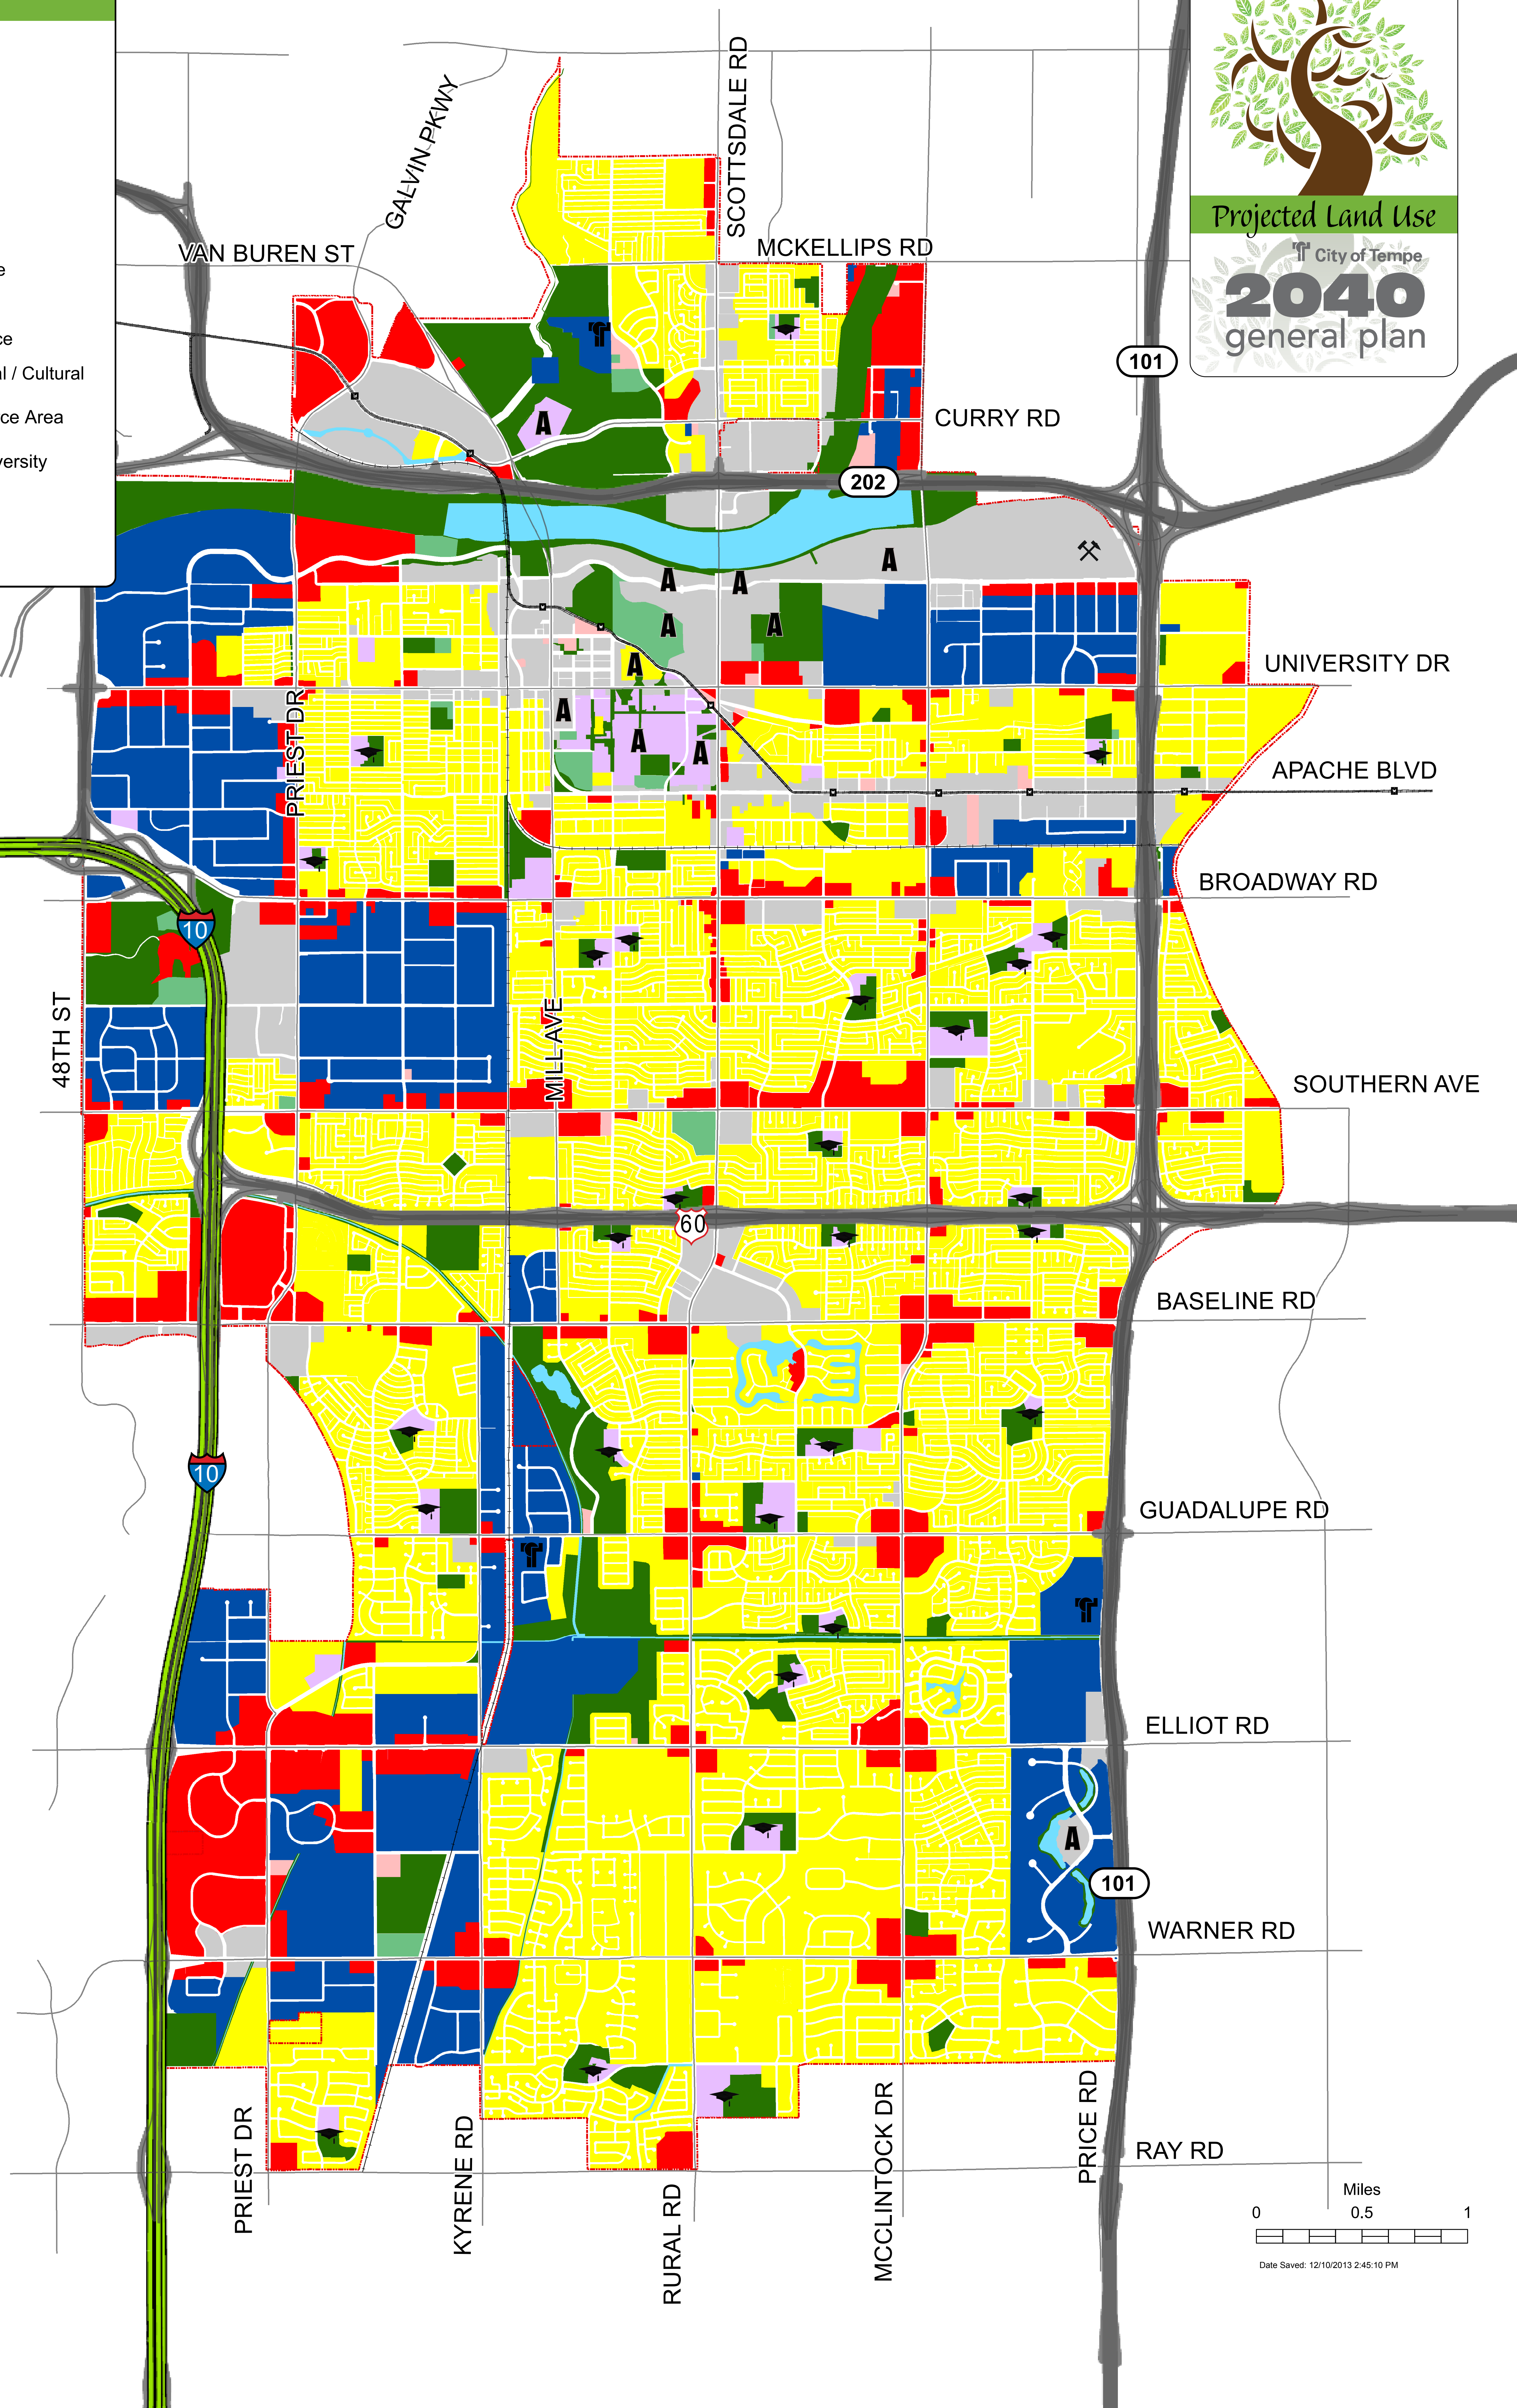 SCOTTSDALE RD
GALVIN PKWY
VAN BUREN ST
MCKELLIPS RD
Projected Land Use
City of Tempe
2040
general plan
e
ce
al / Cultural
ce Area
versity
101
CURRY RD
202
A
A
A
A
A
A
A
UNIVERSITY DR
PRIEST DR
A
A
A
APACHE BLVD
BROADWAY RD
10
48TH ST
MILL AVE
SOUTHERN AVE
60
BASELINE RD
10
GUADALUPE RD
ELLIOT RD
A
101
WARNER RD
PRIEST DR
KYRENE RD
RURAL RD
MCCLINTOCK DR
PRICE RD
RAY RD
Miles
0 0.5 1
Date Saved: 12/10/2013 2:45:10 PM